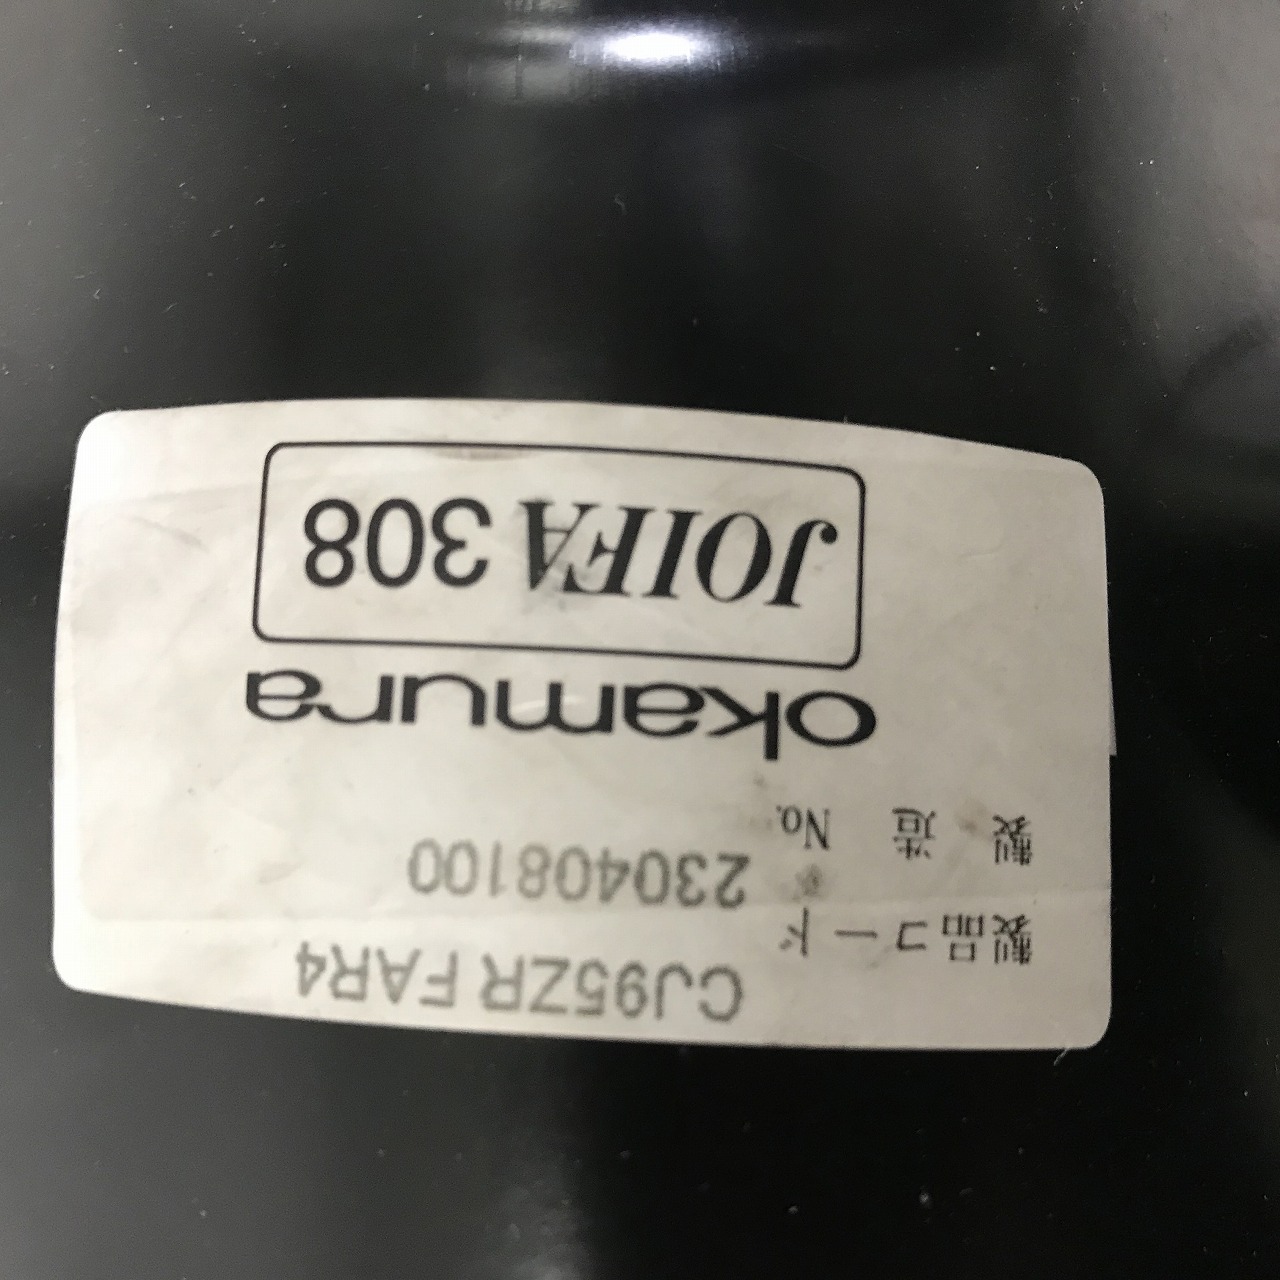 製品コード CJ95ZR FAR4
製造No. 230408100
okamura
JOIFA 308